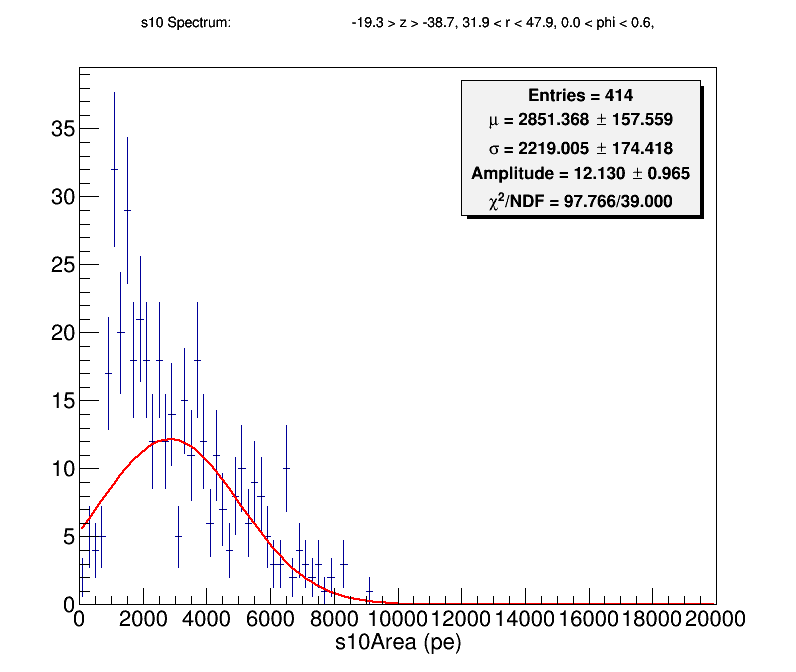 s10 Spectrum: -19.3 > z > -38.7, 31.9 < r < 47.9, 0.0 < phi < 0.6,
Entries = 414
μ = 2851.368 ± 157.559
σ = 2219.005 ± 174.418
Amplitude = 12.130 ± 0.965
χ²/NDF = 97.766/39.000
35
30
25
20
15
10
5
0
0 2000 4000 6000 8000 10000 12000 14000 16000 18000 20000
s10Area (pe)